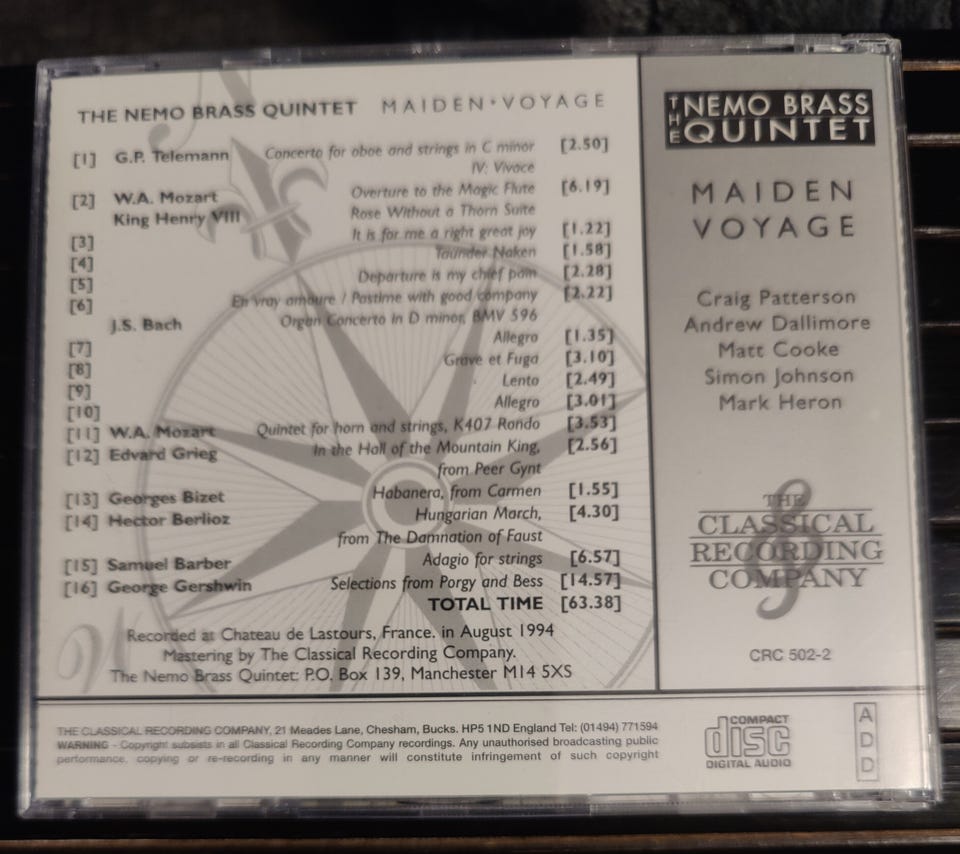 THE NEMO BRASS QUINTET MAIDEN • VOYAGE
[1] G.P. Telemann Concerto for oboe and strings in C minor [2.50]
IV: Vivace
[2] W.A. Mozart Overture to the Magic Flute [6.19]
King Henry VIII Rose Without a Thorn Suite
[3] It is for me a right great joy [1.22]
[4] Taunder Naken [1.58]
[5] Departure is my chief pain [2.28]
[6] En vray amoure / Pastime with good company [2.22]
J.S. Bach Organ Concerto in D minor, BMV 596
[7] Allegro [1.35]
[8] Grave et Fuga [3.10]
[9] Lento [2.49]
[10] Allegro [3.01]
[11] W.A. Mozart Quintet for horn and strings, K407 Rondo [3.53]
[12] Edvard Grieg In the Hall of the Mountain King, [2.56]
from Peer Gynt
[13] Georges Bizet Habanera, from Carmen [1.55]
[14] Hector Berlioz Hungarian March, [4.30]
from The Damnation of Faust
[15] Samuel Barber Adagio for strings [6.57]
[16] George Gershwin Selections from Porgy and Bess [14.57]
TOTAL TIME [63.38]
Recorded at Chateau de Lastours, France. in August 1994
Mastering by The Classical Recording Company.
The Nemo Brass Quintet: P.O. Box 139, Manchester M14 5XS
THE NEMO BRASS
QUINTET
MAIDEN
VOYAGE
Craig Patterson
Andrew Dallimore
Matt Cooke
Simon Johnson
Mark Heron
THE
CLASSICAL
RECORDING
COMPANY
CRC 502-2
THE CLASSICAL RECORDING COMPANY, 21 Meades Lane, Chesham, Bucks. HP5 1ND England Tel: (01494) 771594
WARNING - Copyright subsists in all Classical Recording Company recordings. Any unauthorised broadcasting public
performance, copying or re-recording in any manner will constitute infringement of such copyright
COMPACT
disc
DIGITAL AUDIO
A
D
D